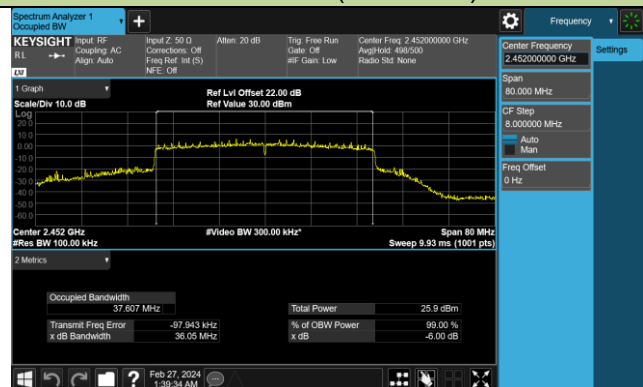 Spectrum Analyzer 1
Occupied BW
Frequency
KEYSIGHT
RL
LXI
Input: RF
Coupling: AC
Align: Auto
Input Z: 50 Ω
Corrections: Off
Freq Ref: Int (S)
NFE: Off
Atten: 20 dB
Trig: Free Run
Gate: Off
#IF Gain: Low
Center Freq: 2.452000000 GHz
Avg|Hold: 498/500
Radio Std: None
Center Frequency
2.452000000 GHz
Settings
Span
80.000 MHz
CF Step
8.000000 MHz
Auto
Man
Freq Offset
0 Hz
1 Graph
Scale/Div 10.0 dB
Ref Lvl Offset 22.00 dB
Ref Value 30.00 dBm
Log
20.0
10.0
0.00
-10.0
-20.0
-30.0
-40.0
-50.0
-60.0
Center 2.452 GHz
#Res BW 100.00 kHz
#Video BW 300.00 kHz*
Span 80 MHz
Sweep 9.93 ms (1001 pts)
2 Metrics
Occupied Bandwidth
37.607 MHz
Total Power 25.9 dBm
Transmit Freq Error -97.943 kHz
% of OBW Power 99.00 %
x dB Bandwidth 36.05 MHz
x dB -6.00 dB
Feb 27, 2024
1:39:34 AM